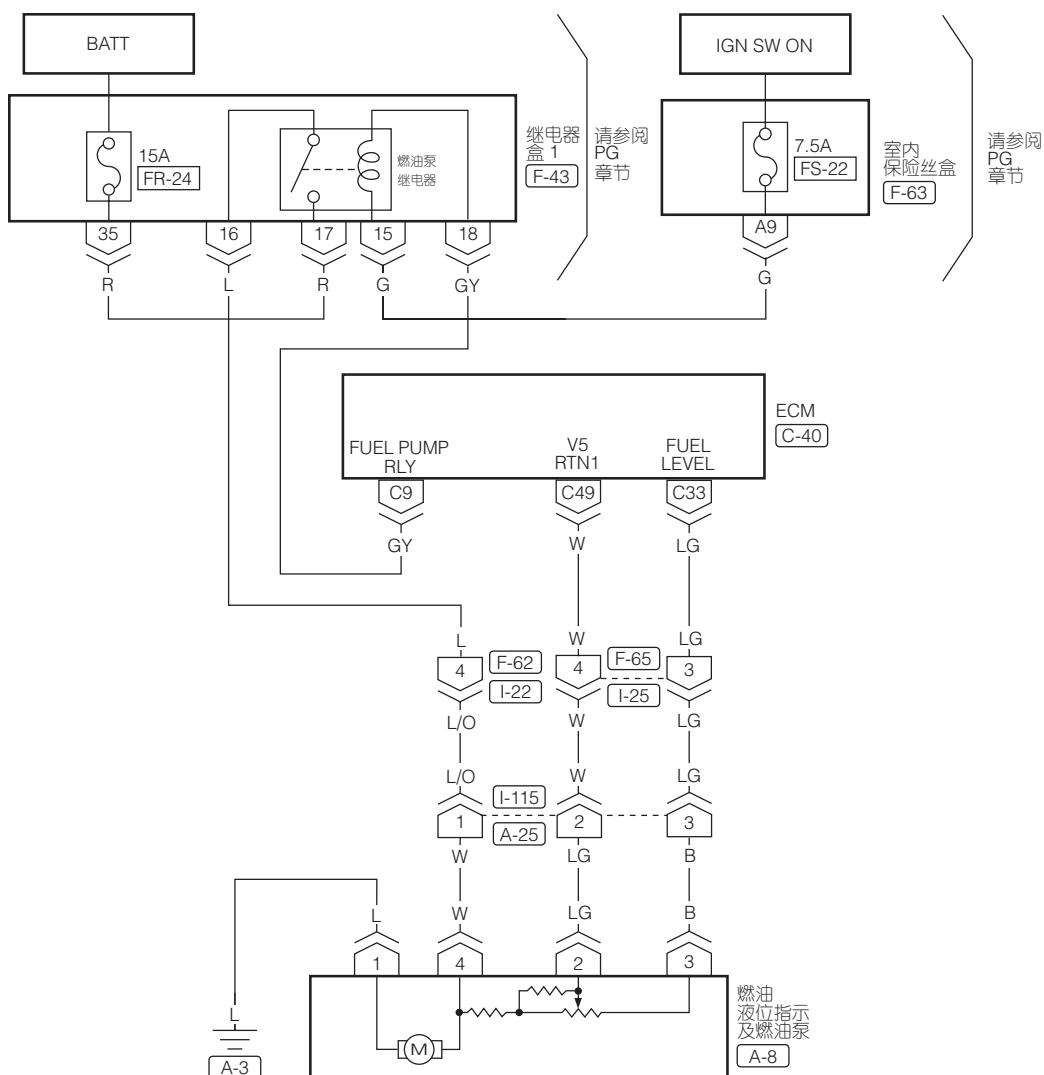 BATT
IGN SW ON
15A
FR-24
燃油泵
继电器
继电器
盒 1
F-43
请参阅
PG
章节
7.5A
FS-22
室内
保险丝盒
F-63
请参阅
PG
章节
35
16
17
15
18
A9
R
L
R
G
GY
G
ECM
C-40
FUEL PUMP
RLY
V5
RTN1
FUEL
LEVEL
C9
C49
C33
GY
W
LG
L
W
LG
4
F-62
I-22
4
F-65
I-25
3
L/O
W
LG
L/O
W
LG
1
I-115
A-25
2
3
W
LG
B
L
W
LG
B
1
4
2
3
M
燃油
液位指示
及燃油泵
A-8
L
A-3